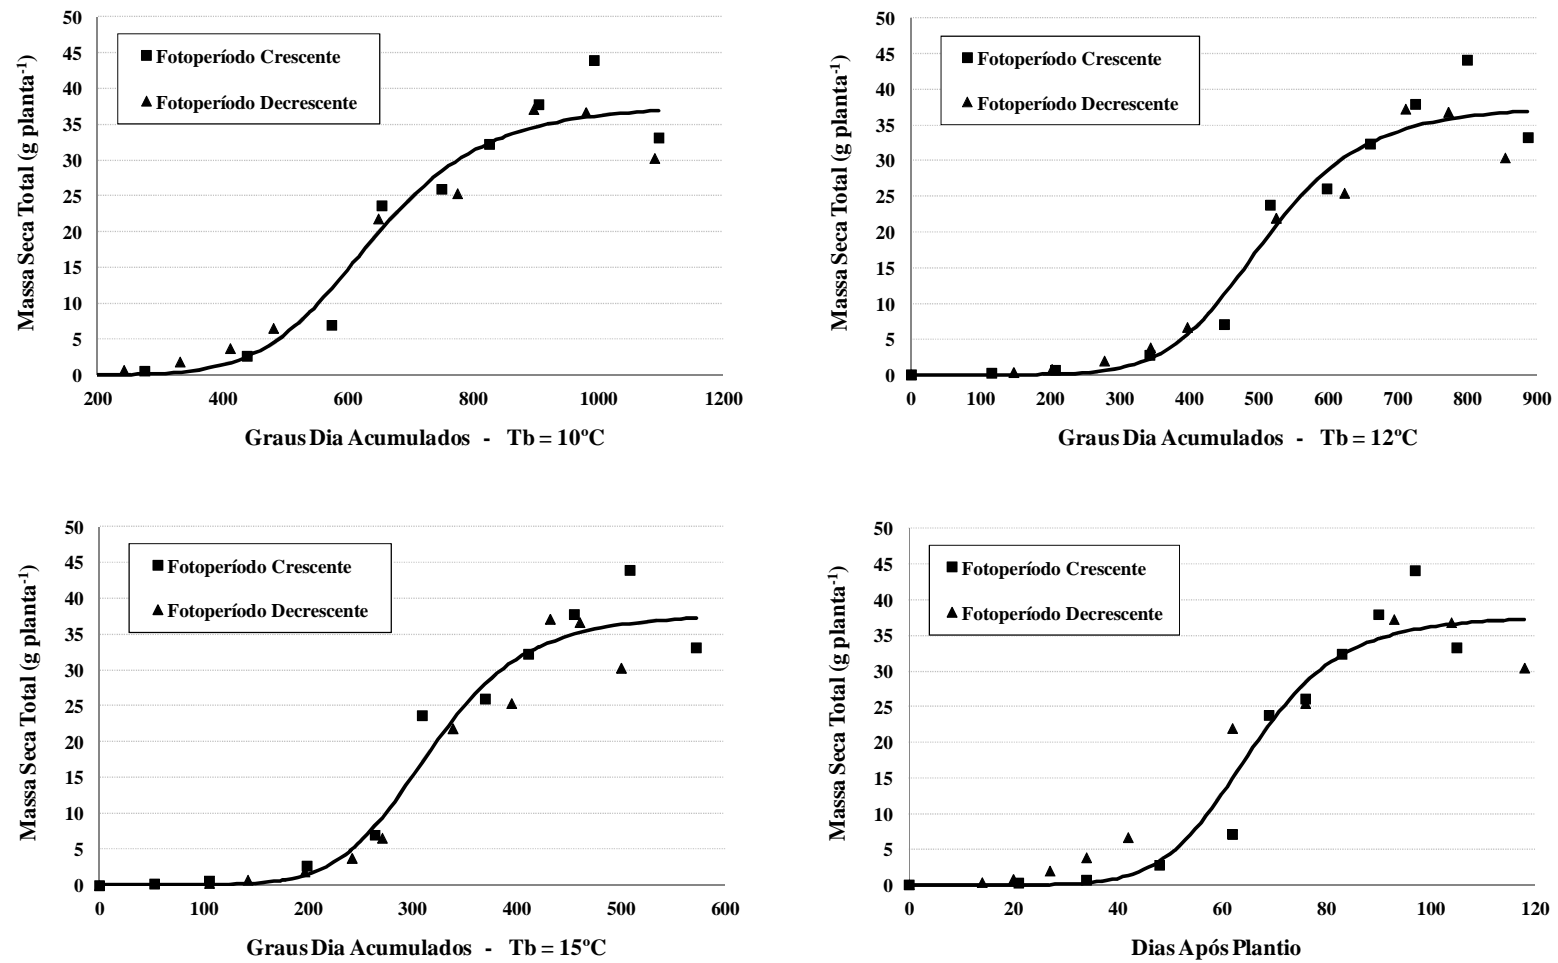 50
45
40
35
30
25
20
15
10
5
0
Massa Seca Total (g planta-1)
Fotoperíodo Crescente
Fotoperíodo Decrescente
200 400 600 800 1000 1200
Graus Dia Acumulados - Tb = 10ºC
50
45
40
35
30
25
20
15
10
5
0
Massa Seca Total (g planta-1)
Fotoperíodo Crescente
Fotoperíodo Decrescente
0 100 200 300 400 500 600 700 800 900
Graus Dia Acumulados - Tb = 12ºC
50
45
40
35
30
25
20
15
10
5
0
Massa Seca Total (g planta-1)
Fotoperíodo Crescente
Fotoperíodo Decrescente
0 100 200 300 400 500 600
Graus Dia Acumulados - Tb = 15ºC
50
45
40
35
30
25
20
15
10
5
0
Massa Seca Total (g planta-1)
Fotoperíodo Crescente
Fotoperíodo Decrescente
0 20 40 60 80 100 120
Dias Após Plantio